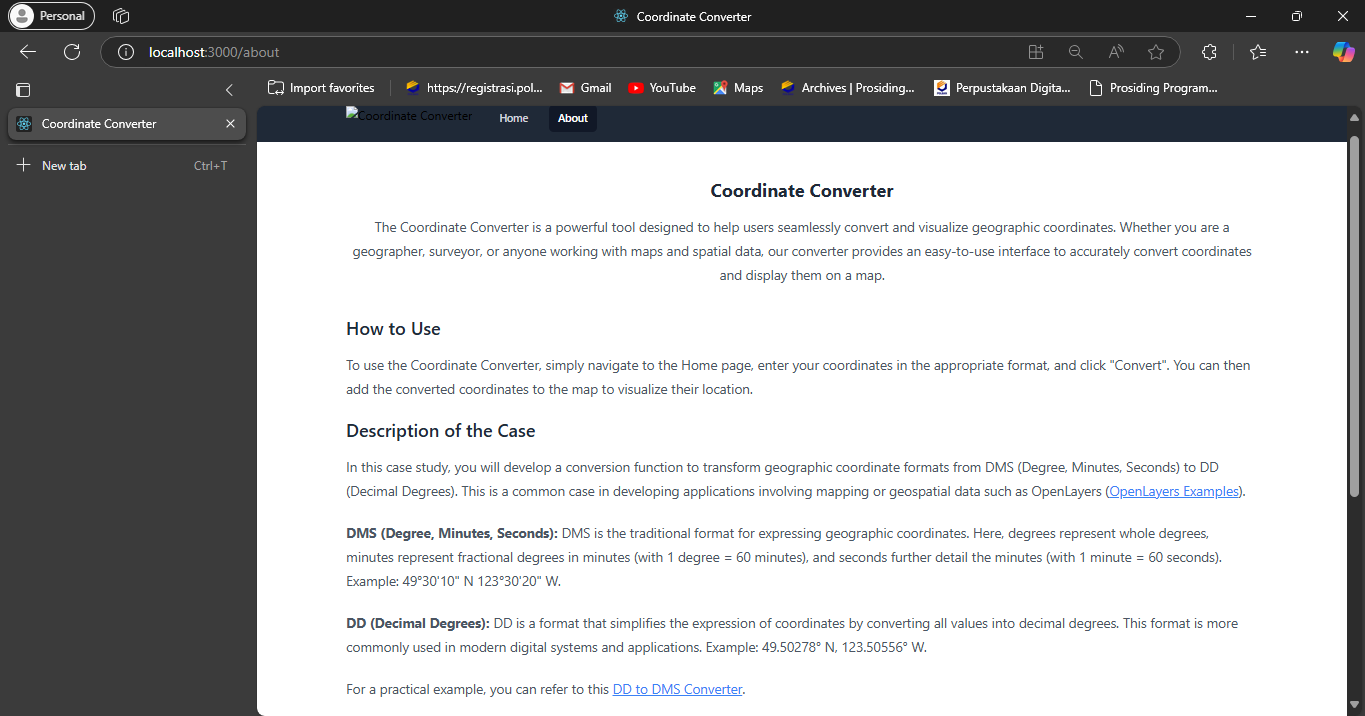 Personal
Coordinate Converter
localhost:3000/about
Import favorites
https://registrasi.pol...
Gmail
YouTube
Maps
Archives | Prosiding...
Perpustakaan Digita...
Prosiding Program...
Coordinate Converter
New tab Ctrl+T
Coordinate Converter Home About
Coordinate Converter
The Coordinate Converter is a powerful tool designed to help users seamlessly convert and visualize geographic coordinates. Whether you are a
geographer, surveyor, or anyone working with maps and spatial data, our converter provides an easy-to-use interface to accurately convert coordinates
and display them on a map.
How to Use
To use the Coordinate Converter, simply navigate to the Home page, enter your coordinates in the appropriate format, and click "Convert". You can then
add the converted coordinates to the map to visualize their location.
Description of the Case
In this case study, you will develop a conversion function to transform geographic coordinate formats from DMS (Degree, Minutes, Seconds) to DD
(Decimal Degrees). This is a common case in developing applications involving mapping or geospatial data such as OpenLayers (OpenLayers Examples).
DMS (Degree, Minutes, Seconds): DMS is the traditional format for expressing geographic coordinates. Here, degrees represent whole degrees,
minutes represent fractional degrees in minutes (with 1 degree = 60 minutes), and seconds further detail the minutes (with 1 minute = 60 seconds).
Example: 49°30'10" N 123°30'20" W.
DD (Decimal Degrees): DD is a format that simplifies the expression of coordinates by converting all values into decimal degrees. This format is more
commonly used in modern digital systems and applications. Example: 49.50278° N, 123.50556° W.
For a practical example, you can refer to this DD to DMS Converter.